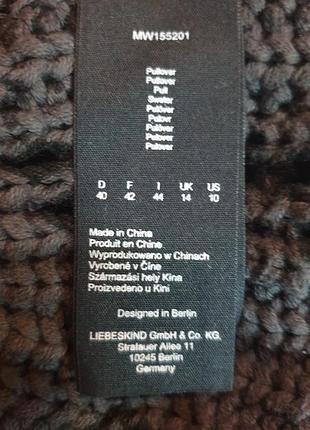 MW155201
Pullover
Pullover
Pull
Sweter
Pulóver
Pulovr
Pulóver
Pulover
Pulover
D F I UK US
40 42 44 14 10
Made in China
Produit en Chine
Wyprodukowano w Chinach
Vyrobené v Číne
Származási hely Kína
Proizvedeno u Kini
Designed in Berlin
LIEBESKIND GmbH & Co. KG,
Stralauer Allee 11
10245 Berlin
Germany